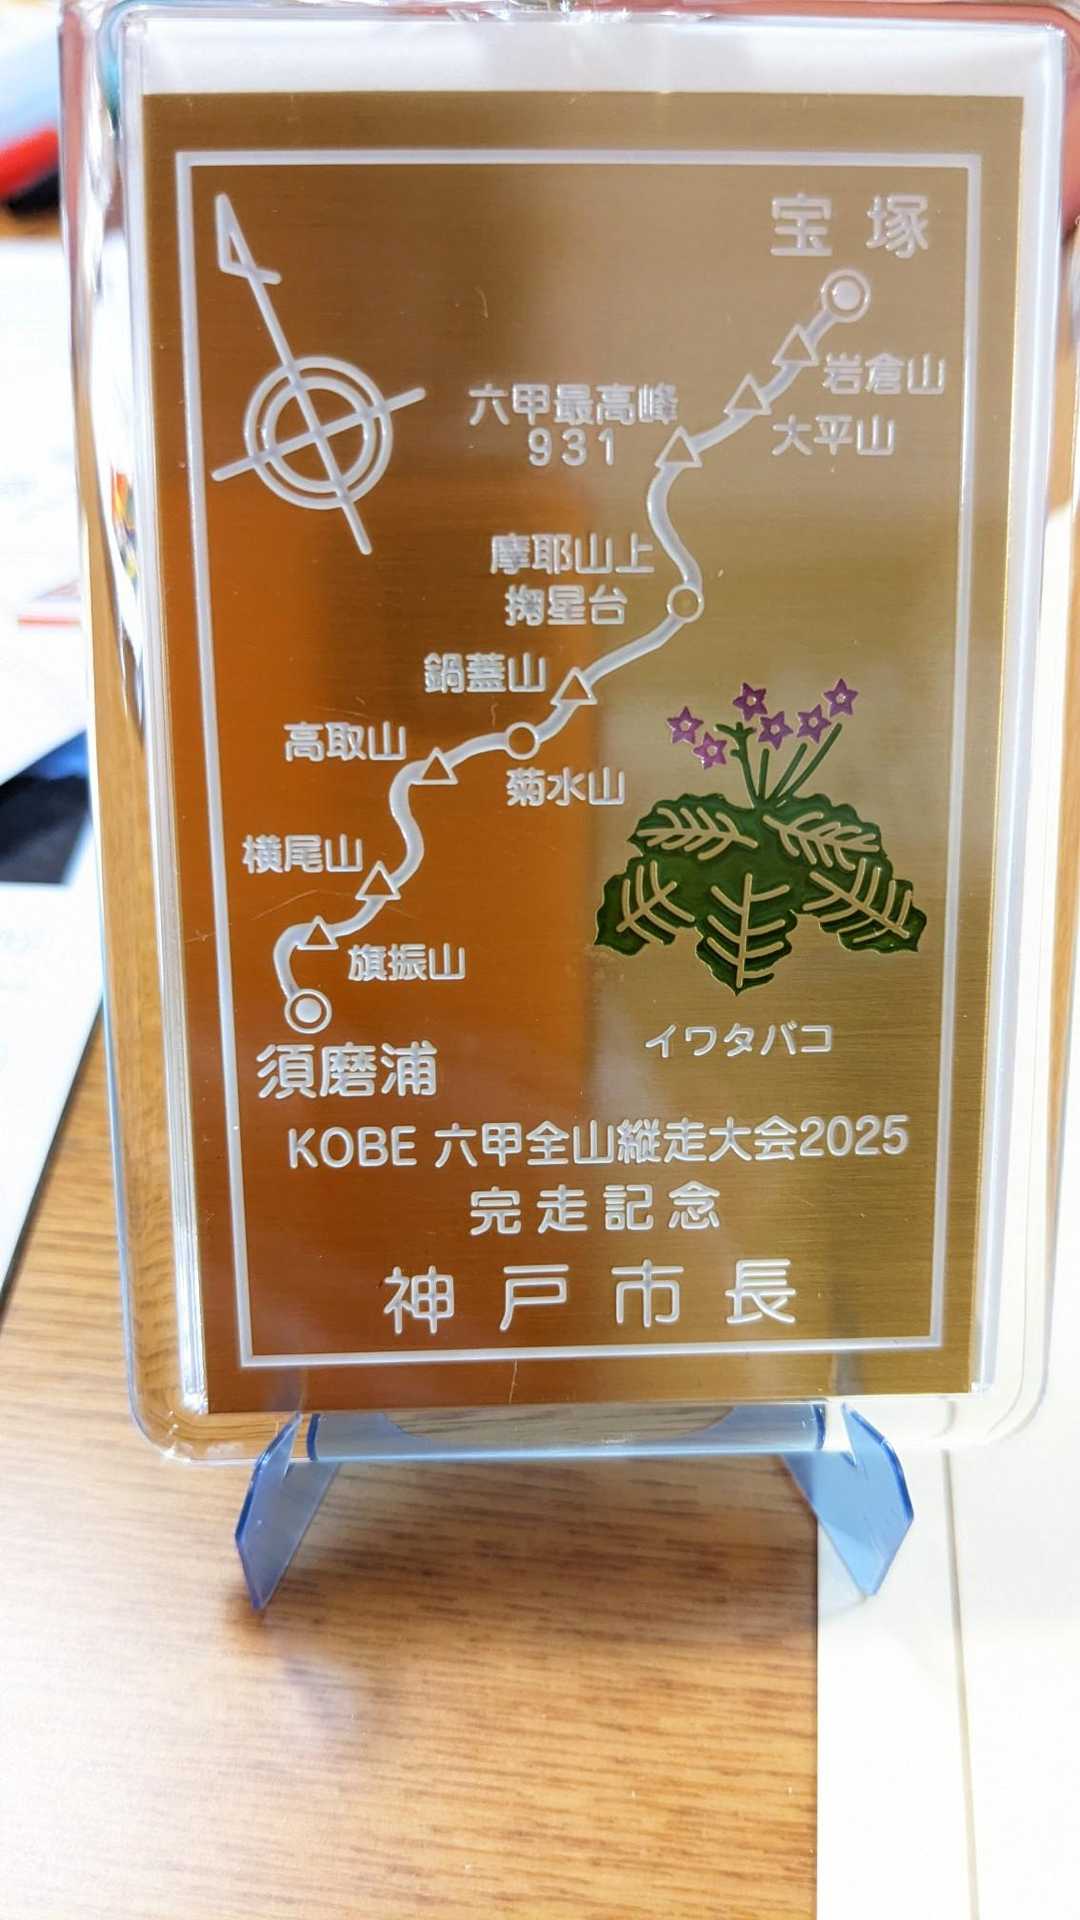 宝塚
岩倉山
六甲最高峰
931
大平山
摩耶山上
掬星台
鍋蓋山
高取山
菊水山
横尾山
旗振山
須磨浦
イワタバコ
KOBE 六甲全山縦走大会2025
完走記念
神戸市長